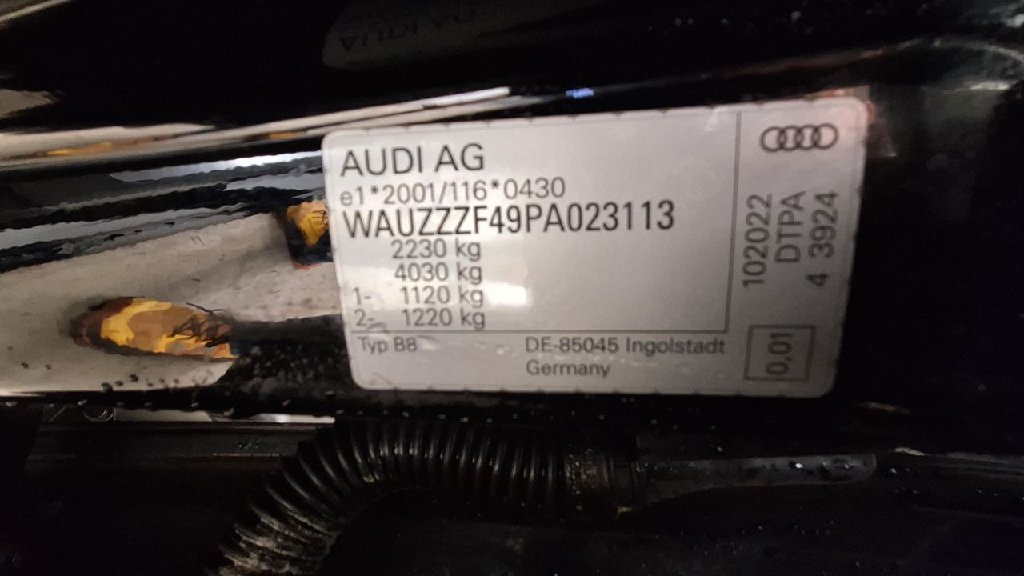 AUDI AG
e1*2001/116*0430
WAUZZZF49PA023113
2230 kg
4030 kg
1- 1120 kg
2- 1220 kg
Typ B8
DE-85045 Ingolstadt
Germany
102022
DTPA
4 3924
0,01